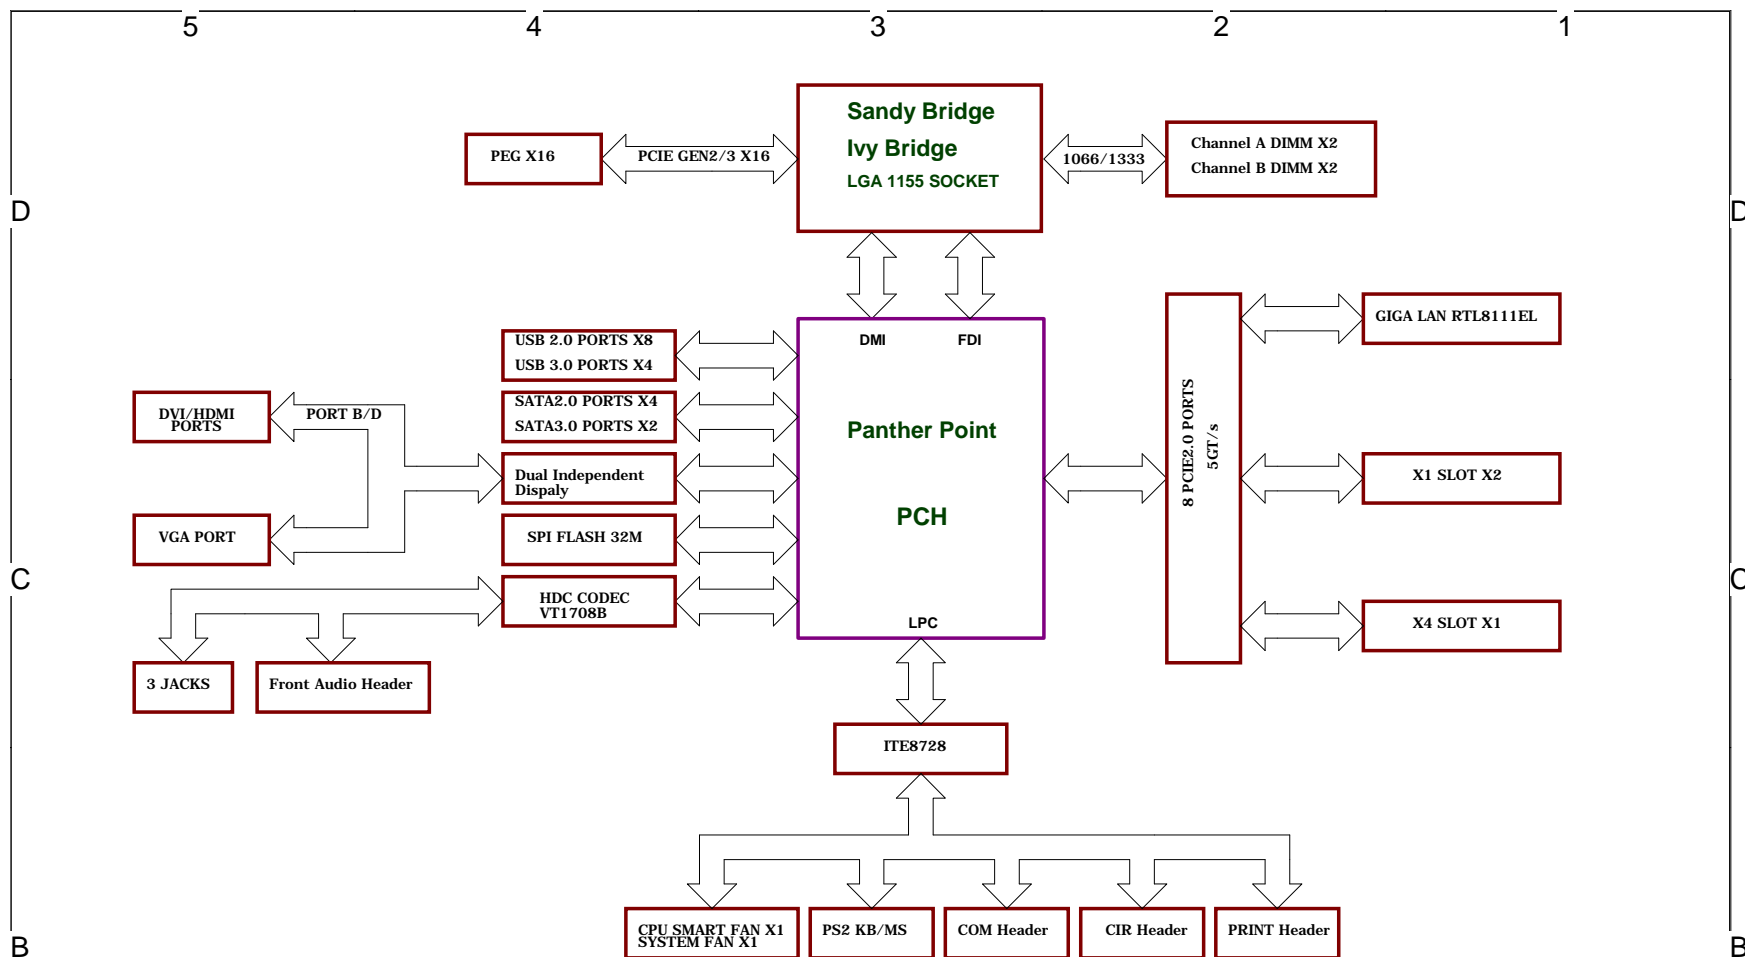 5 4 3 2 1
Sandy Bridge
Ivy Bridge
LGA 1155 SOCKET
PEG X16
PCIE GEN2/3 X16
1066/1333
Channel A DIMM X2
Channel B DIMM X2
D D
DMI
FDI
USB 2.0 PORTS X8
USB 3.0 PORTS X4
GIGA LAN RTL8111EL
DVI/HDMI
PORTS
PORT B/D
SATA2.0 PORTS X4
SATA3.0 PORTS X2
Panther Point
8 PCIE2.0 PORTS
5GT/s
Dual Independent
Dispaly
X1 SLOT X2
PCH
VGA PORT
SPI FLASH 32M
C C
HDC CODEC
VT1708B
LPC
X4 SLOT X1
3 JACKS
Front Audio Header
ITE8728
CPU SMART FAN X1
SYSTEM FAN X1
PS2 KB/MS
COM Header
CIR Header
PRINT Header
B B